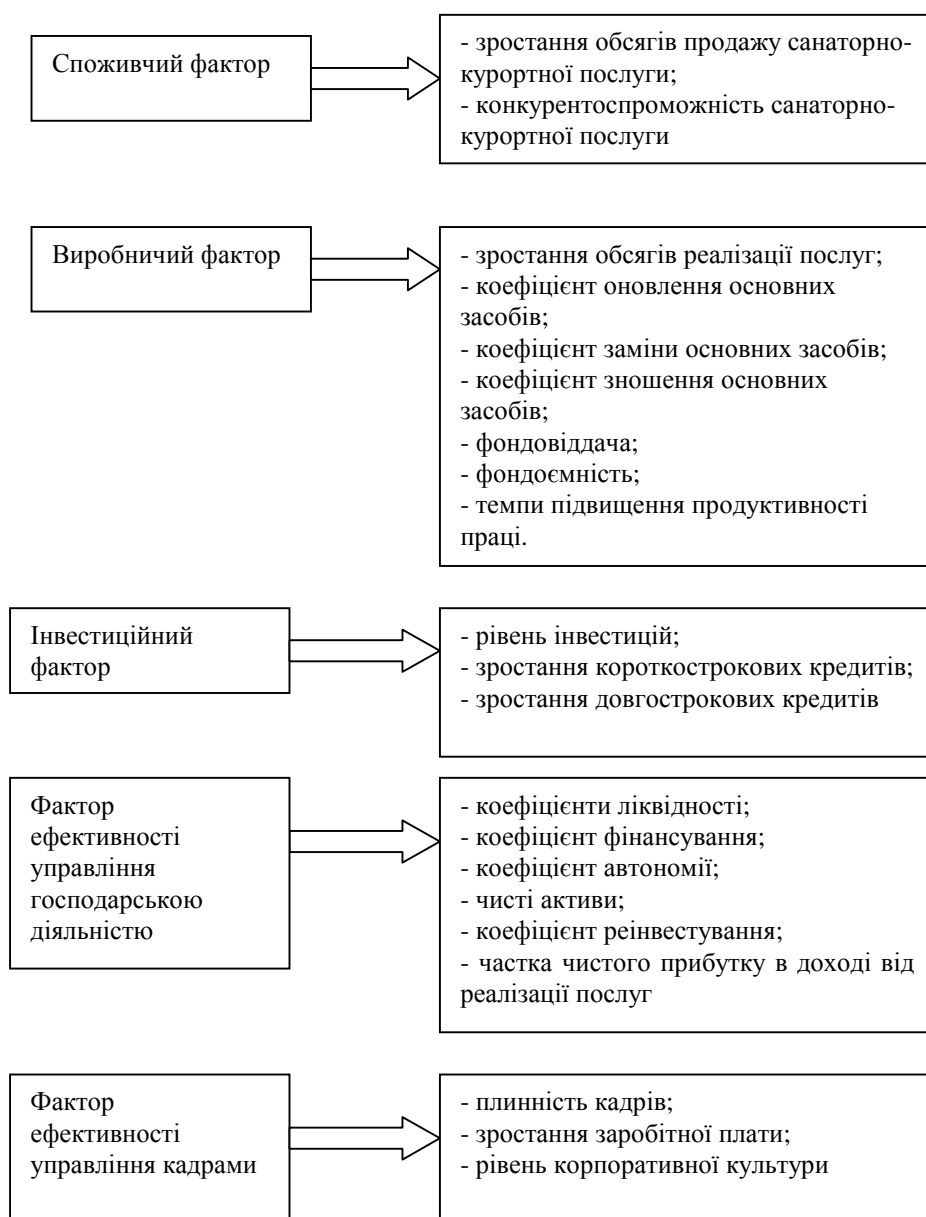 Споживчий фактор
- зростання обсягів продажу санаторно-
курортної послуги;
- конкурентоспроможність санаторно-
курортної послуги
Виробничий фактор
- зростання обсягів реалізації послуг;
- коефіцієнт оновлення основних
засобів;
- коефіцієнт заміни основних засобів;
- коефіцієнт зношення основних
засобів;
- фондовіддача;
- фондоємність;
- темпи підвищення продуктивності
праці.
Інвестиційний
фактор
- рівень інвестицій;
- зростання короткострокових кредитів;
- зростання довгострокових кредитів
Фактор
ефективності
управління
господарською
діяльністю
- коефіцієнти ліквідності;
- коефіцієнт фінансування;
- коефіцієнт автономії;
- чисті активи;
- коефіцієнт реінвестування;
- частка чистого прибутку в доході від
реалізації послуг
Фактор
ефективності
управління кадрами
- плинність кадрів;
- зростання заробітної плати;
- рівень корпоративної культури